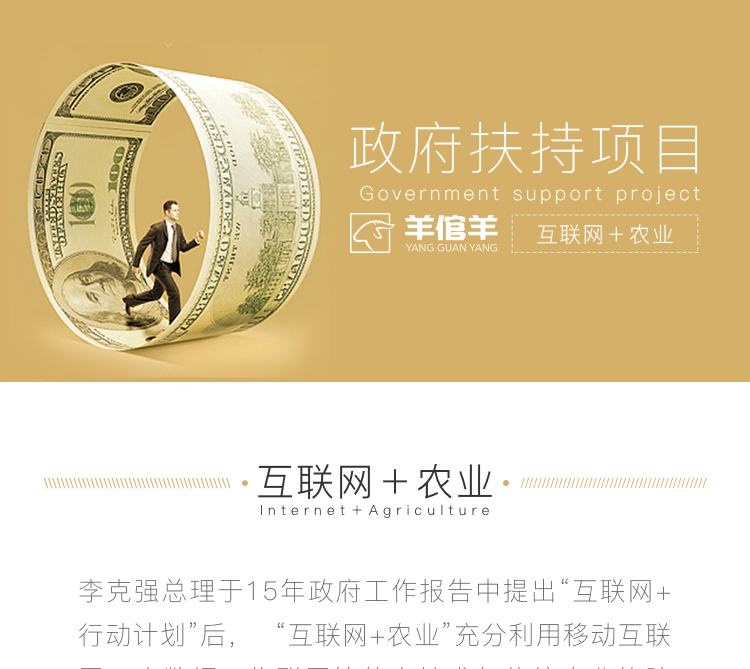 政府扶持项目
Government support project
羊倌羊
YANG GUAN YANG
互联网＋农业
100
互联网＋农业
Internet＋Agriculture
李克强总理于15年政府工作报告中提出“互联网+
行动计划”后， “互联网+农业”充分利用移动互联